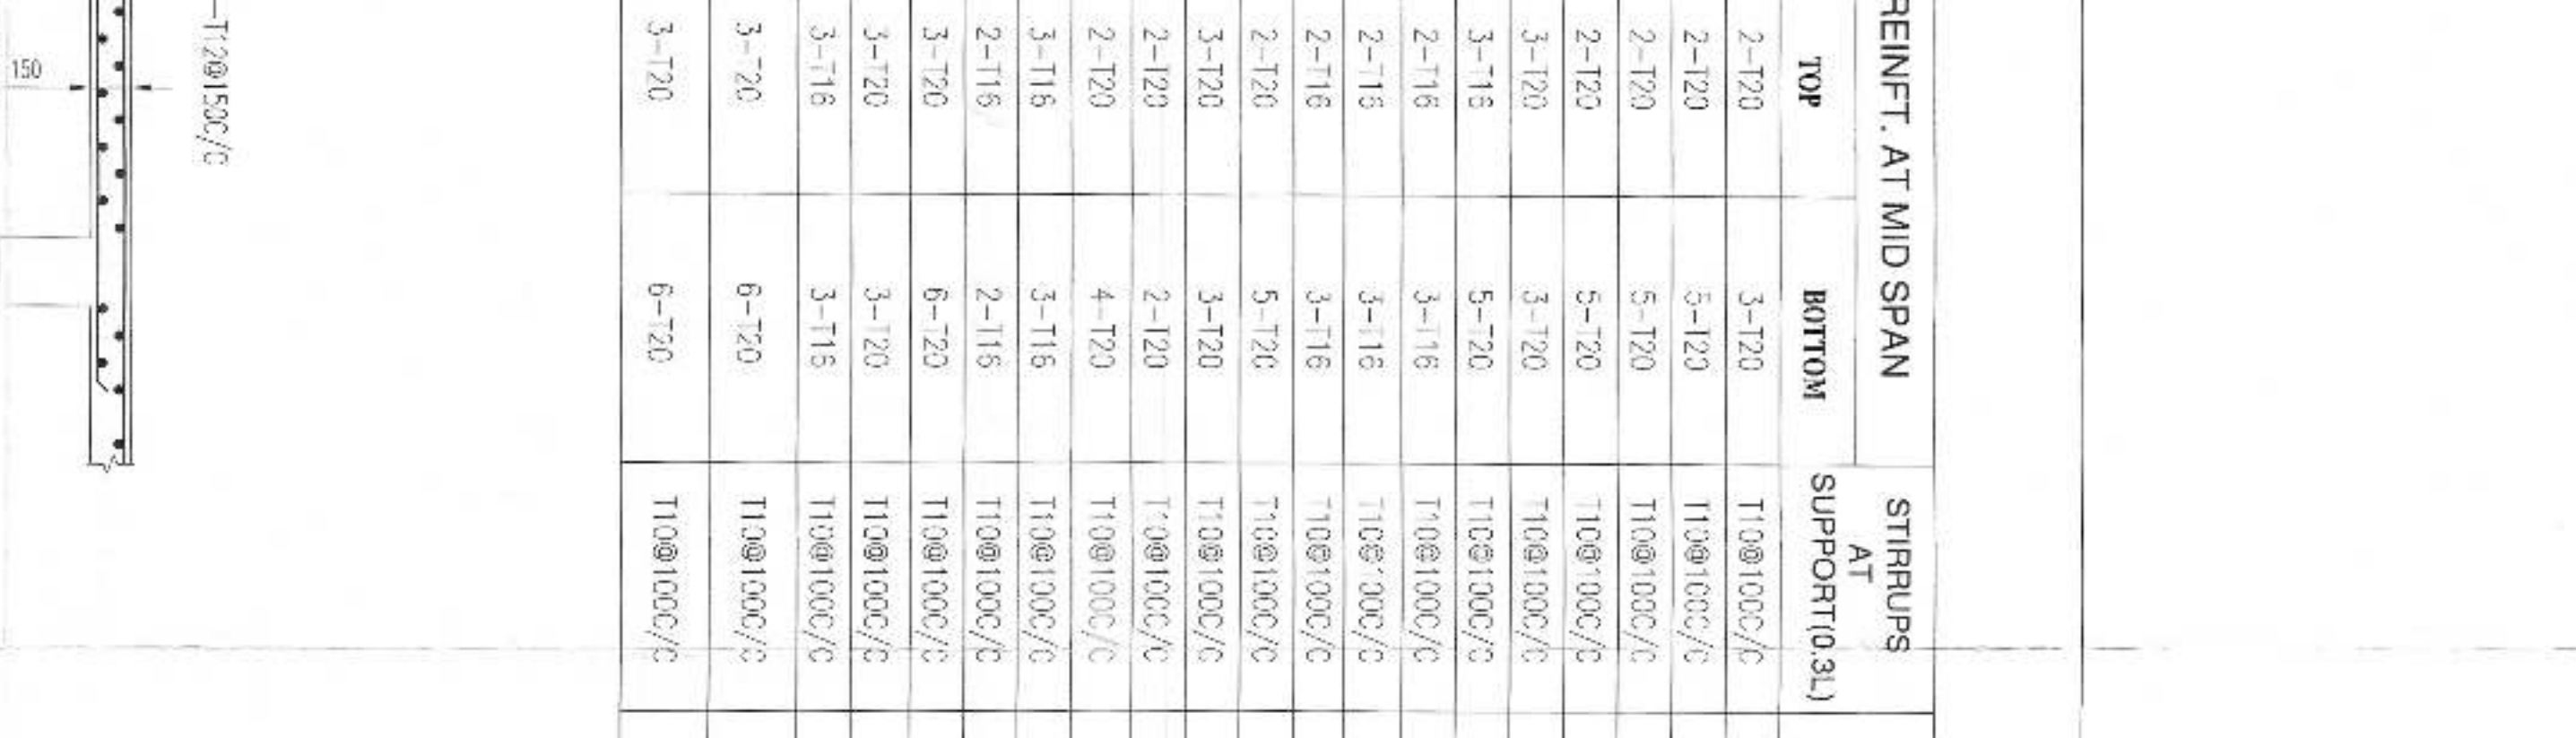 REINFT. AT MID SPAN
STIRRUPS
AT
SUPPORT(0.3L)
TOP BOTTOM
2-T20 3-T20 T10@100C/C
2-T20 5-T20 T10@100C/C
2-T20 5-T20 T10@100C/C
2-T20 5-T20 T10@100C/C
3-T20 3-T20 T10@100C/C
3-T16 5-T20 T10@100C/C
2-T16 3-T16 T10@100C/C
2-T16 3-T16 T10@100C/C
2-T16 3-T16 T10@100C/C
2-T20 5-T20 T10@100C/C
3-T20 3-T20 T10@100C/C
2-T20 2-T20 T10@100C/C
2-T20 4-T20 T10@100C/C
3-T16 3-T16 T10@100C/C
2-T16 2-T16 T10@100C/C
3-T20 6-T20 T10@100C/C
3-T20 3-T20 T10@100C/C
3-T16 3-T16 T10@100C/C
3-T20 6-T20 T10@100C/C
3-T20 6-T20 T10@100C/C
-T12@150C/C
150